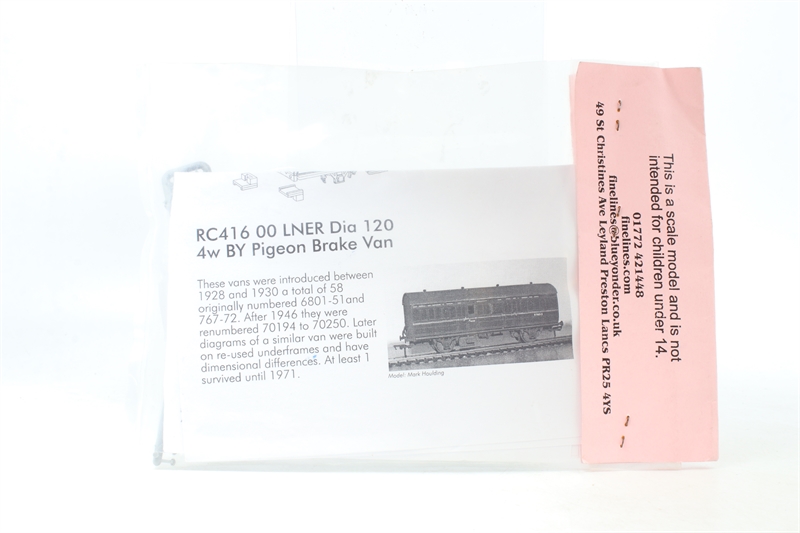 RC416 00 LNER Dia 120
4w BY Pigeon Brake Van
These vans were introduced between
1928 and 1930 a total of 58
originally numbered 6801-51and
767-72. After 1946 they were
renumbered 70194 to 70250. Later
diagrams of a similar van were built
on re-used underframes and have
dimensional differences. At least 1
survived until 1971.
Model: Mark Houlding
This is a scale model and is not
intended for children under 14.
01772 421448
finelines.com
finelines@blueyonder.co.uk
49 St Christines Ave Leyland Preston Lancs PR25 4YS